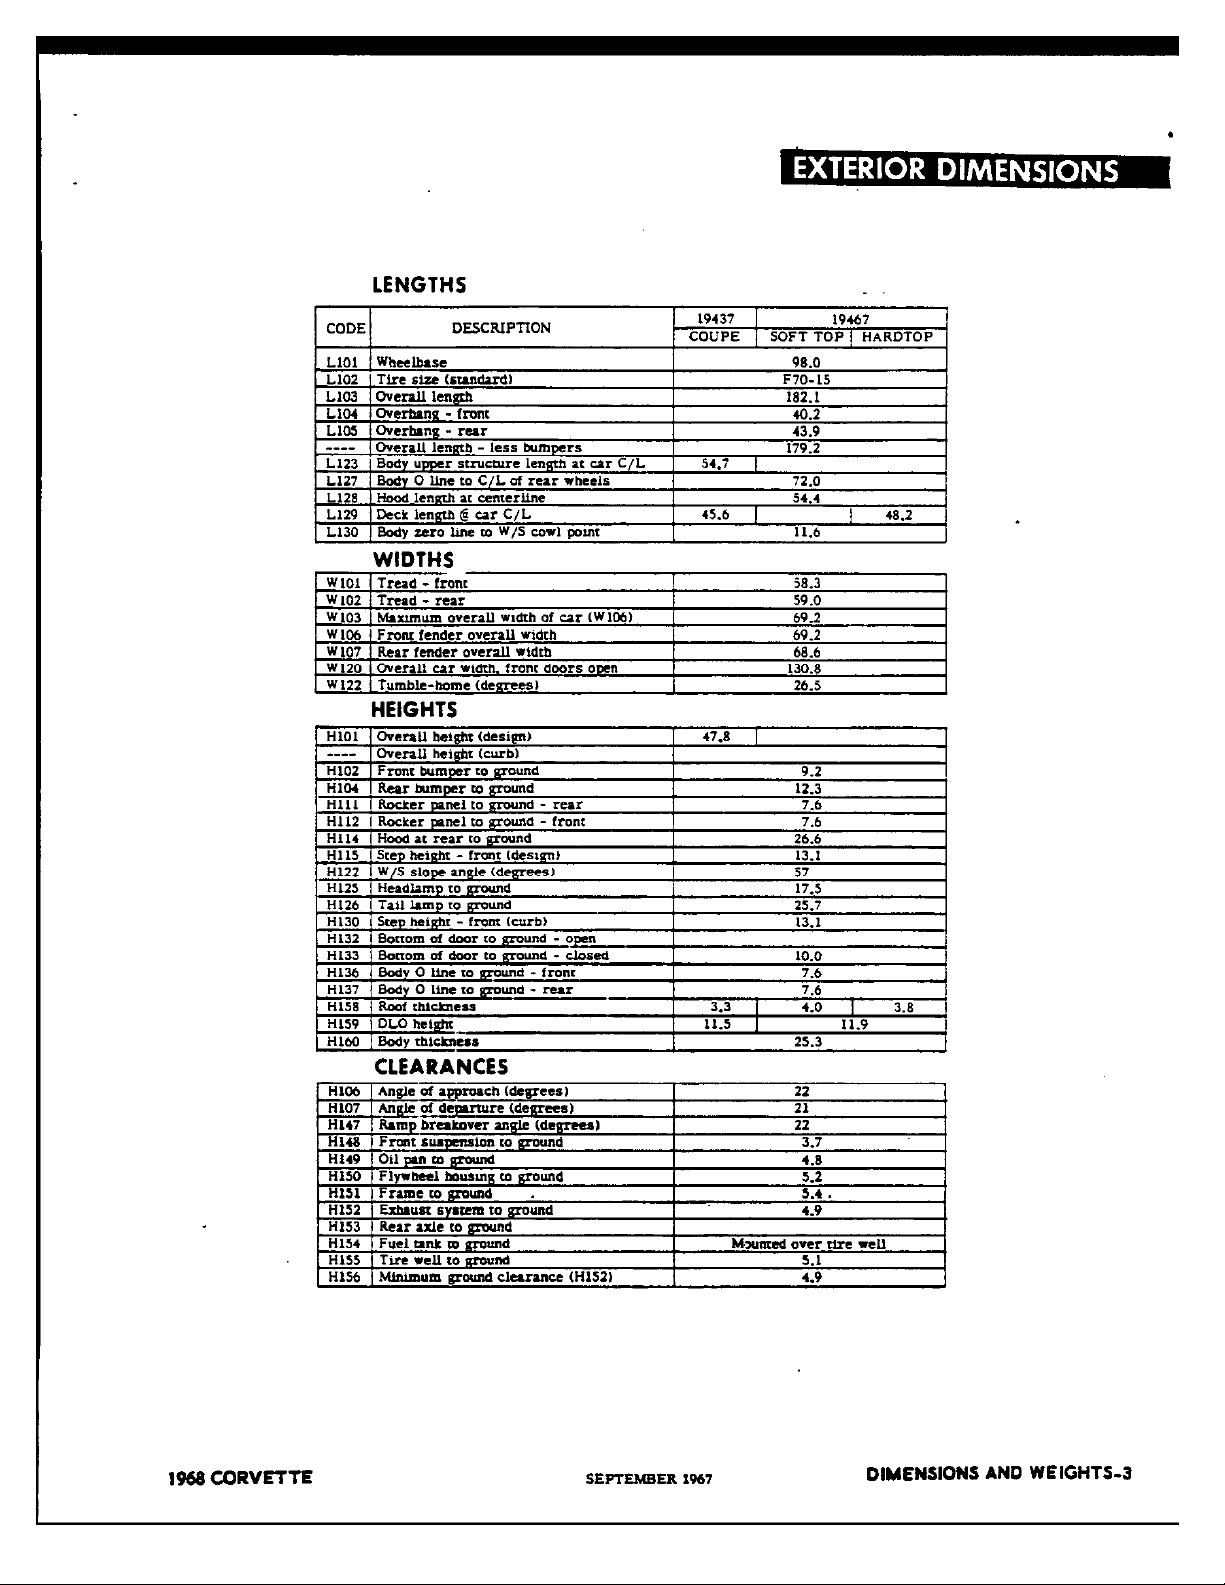 EXTERIOR DIMENSIONS
LENGTHS
CODE DESCRIPTION 19437 19467
COUPE SOFT TOP HARDTOP
L101 Wheelbase 98.0
L102 Tire size (standard) F70-15
L103 Overall length 182.1
L104 Overhang - front 40.2
L105 Overhang - rear 43.9
---- Overall length - less bumpers 179.2
L123 Body upper structure length at car C/L 54.7
L127 Body O line to C/L of rear wheels 72.0
L128 Hood length at centerline 54.4
L129 Deck length @ car C/L 45.6 48.2
L130 Body zero line to W/S cowl point 11.6
WIDTHS
W101 Tread - front 58.3
W102 Tread - rear 59.0
W103 Maximum overall width of car (W106) 69.2
W106 Front fender overall width 69.2
W107 Rear fender overall width 68.6
W120 Overall car width, front doors open 130.8
W122 Tumble-home (degrees) 26.5
HEIGHTS
H101 Overall height (design) 47.8
---- Overall height (curb)
H102 Front bumper to ground 9.2
H104 Rear bumper to ground 12.3
H111 Rocker panel to ground - rear 7.6
H112 Rocker panel to ground - front 7.6
H114 Hood at rear to ground 26.6
H115 Step height - front (design) 13.1
H122 W/S slope angle (degrees) 57
H125 Headlamp to ground 17.5
H126 Tail lamp to ground 25.7
H130 Step height - front (curb) 13.1
H132 Bottom of door to ground - open
H133 Bottom of door to ground - closed 10.0
H136 Body O line to ground - front 7.6
H137 Body O line to ground - rear 7.6
H158 Roof thickness 3.3 4.0 3.8
H159 DLO height 11.5 11.9
H160 Body thickness 25.3
CLEARANCES
H106 Angle of approach (degrees) 22
H107 Angle of departure (degrees) 21
H147 Ramp breakover angle (degrees) 22
H148 Front suspension to ground 3.7
H149 Oil pan to ground 4.8
H150 Flywheel housing to ground 5.2
H151 Frame to ground 5.4
H152 Exhaust system to ground 4.9
H153 Rear axle to ground
H154 Fuel tank to ground Mounted over tire well
H155 Tire well to ground 5.1
H156 Minimum ground clearance (H152) 4.9
1968 CORVETTE SEPTEMBER 1967 DIMENSIONS AND WEIGHTS-3